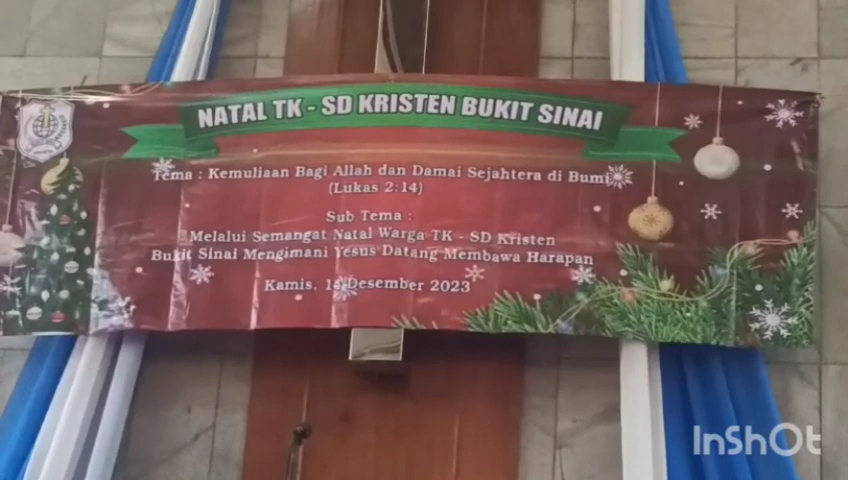 NATAL TK - SD KRISTEN BUKIT SINAI
Tema : Kemuliaan Bagi Allah dan Damai Sejahtera di Bumi
(Lukas 2:14)
Sub Tema :
Melalui Semangat Natal Warga TK - SD Kristen
Bukit Sinai Mengimani Yesus Datang Membawa Harapan
Kamis, 14 Desember 2023
InShOt